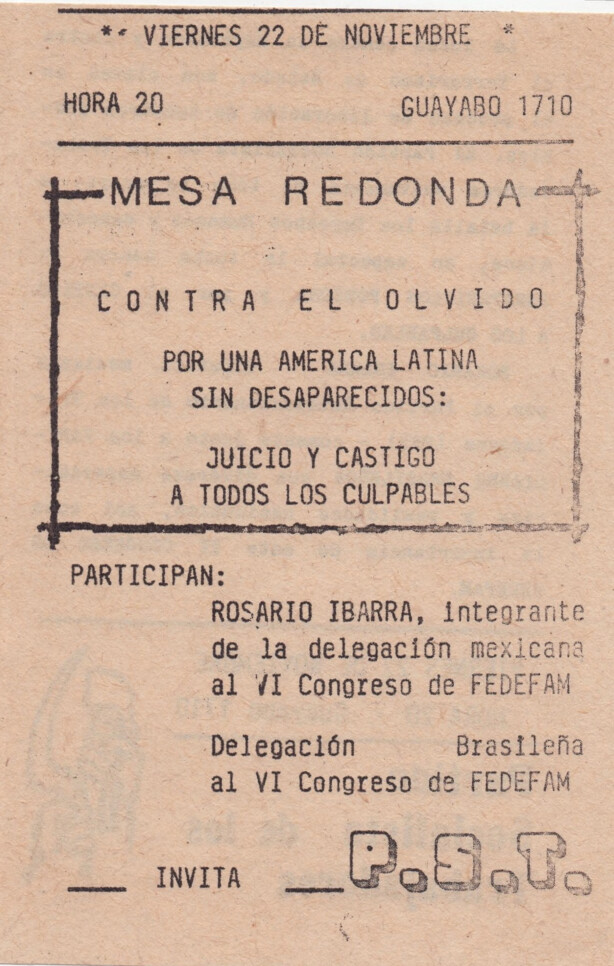 ** VIERNES 22 DE NOVIEMBRE *
HORA 20 GUAYABO 1710
MESA REDONDA
CONTRA EL OLVIDO
POR UNA AMERICA LATINA
SIN DESAPARECIDOS:
JUICIO Y CASTIGO
A TODOS LOS CULPABLES
PARTICIPAN:
ROSARIO IBARRA, integrante
de la delegación mexicana
al VI Congreso de FEDEFAM
Delegación Brasileña
al VI Congreso de FEDEFAM
INVITA P.S.T.